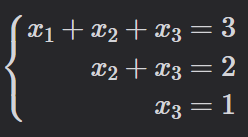 x₁ + x₂ + x₃ = 3
x₂ + x₃ = 2
x₃ = 1